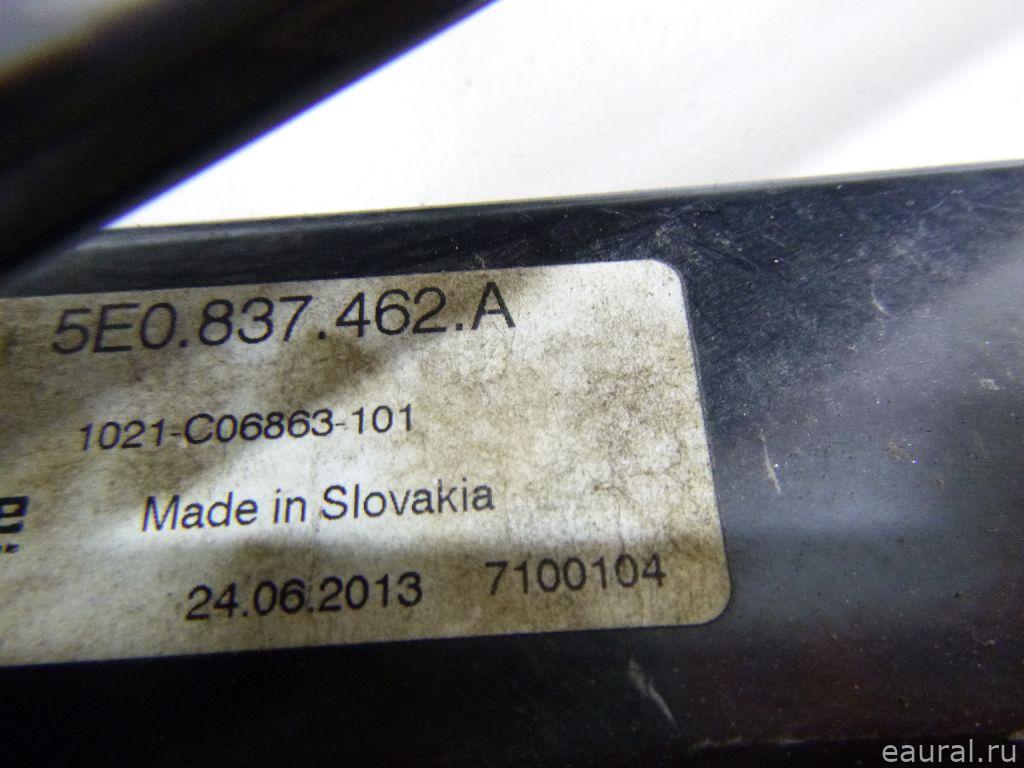 5E0.837.462.A
1021-C06863-101
Made in Slovakia
24.06.2013 7100104
eaural.ru